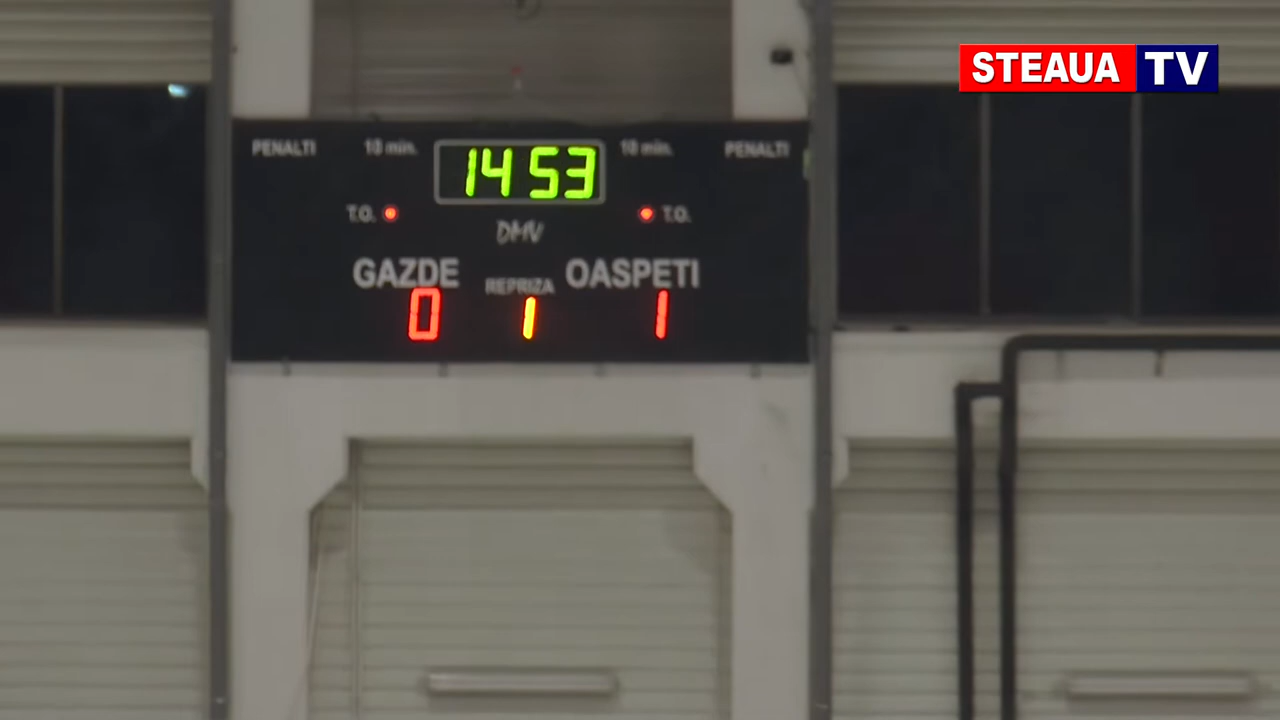 STEAUA TV
PENALTI 10 min. 14 53 10 min. PENALTI
T.O. T.O.
DMV
GAZDE REPRIZA OASPETI
0 1 1